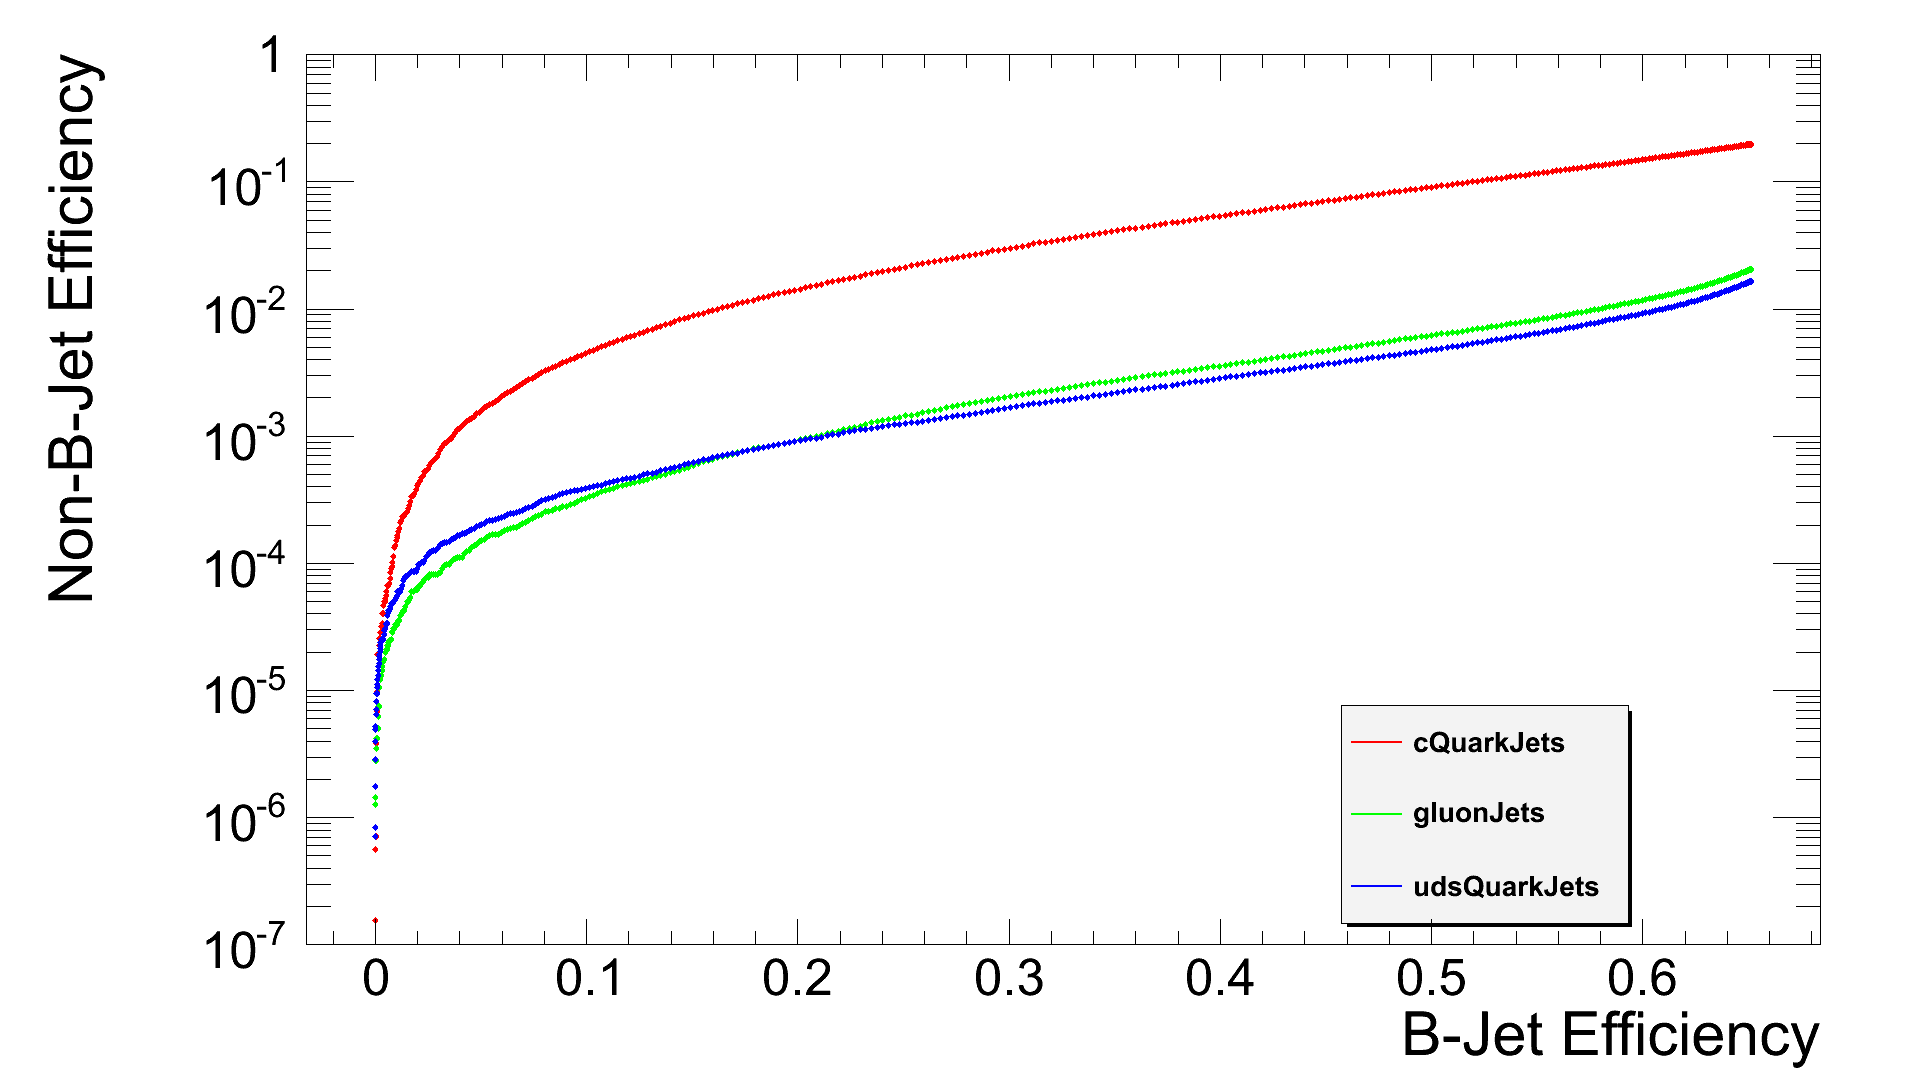 Non-B-Jet Efficiency
1
10-1
10-2
10-3
10-4
10-5
10-6
10-7
cQuarkJets
gluonJets
udsQuarkJets
0 0.1 0.2 0.3 0.4 0.5 0.6
B-Jet Efficiency